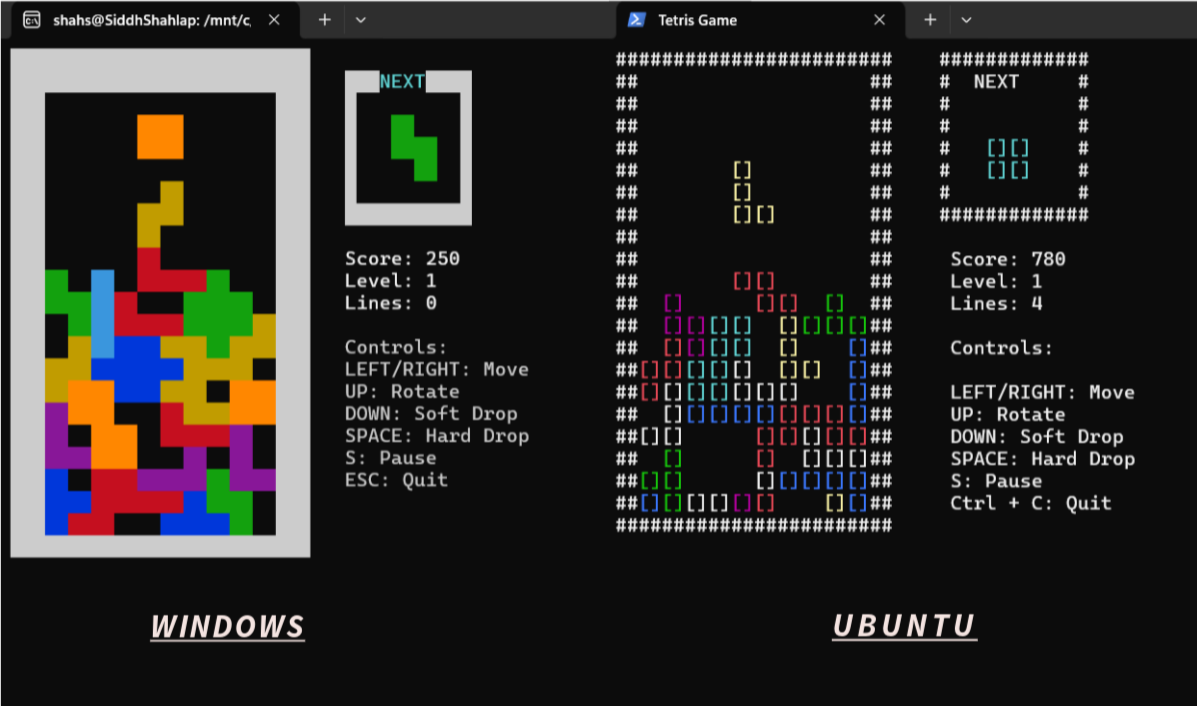 shahs@SiddhShahlap: /mnt/c,
NEXT
Score: 250
Level: 1
Lines: 0
Controls:
LEFT/RIGHT: Move
UP: Rotate
DOWN: Soft Drop
SPACE: Hard Drop
S: Pause
ESC: Quit
WINDOWS
Tetris Game
NEXT
Score: 780
Level: 1
Lines: 4
Controls:
LEFT/RIGHT: Move
UP: Rotate
DOWN: Soft Drop
SPACE: Hard Drop
S: Pause
Ctrl + C: Quit
UBUNTU